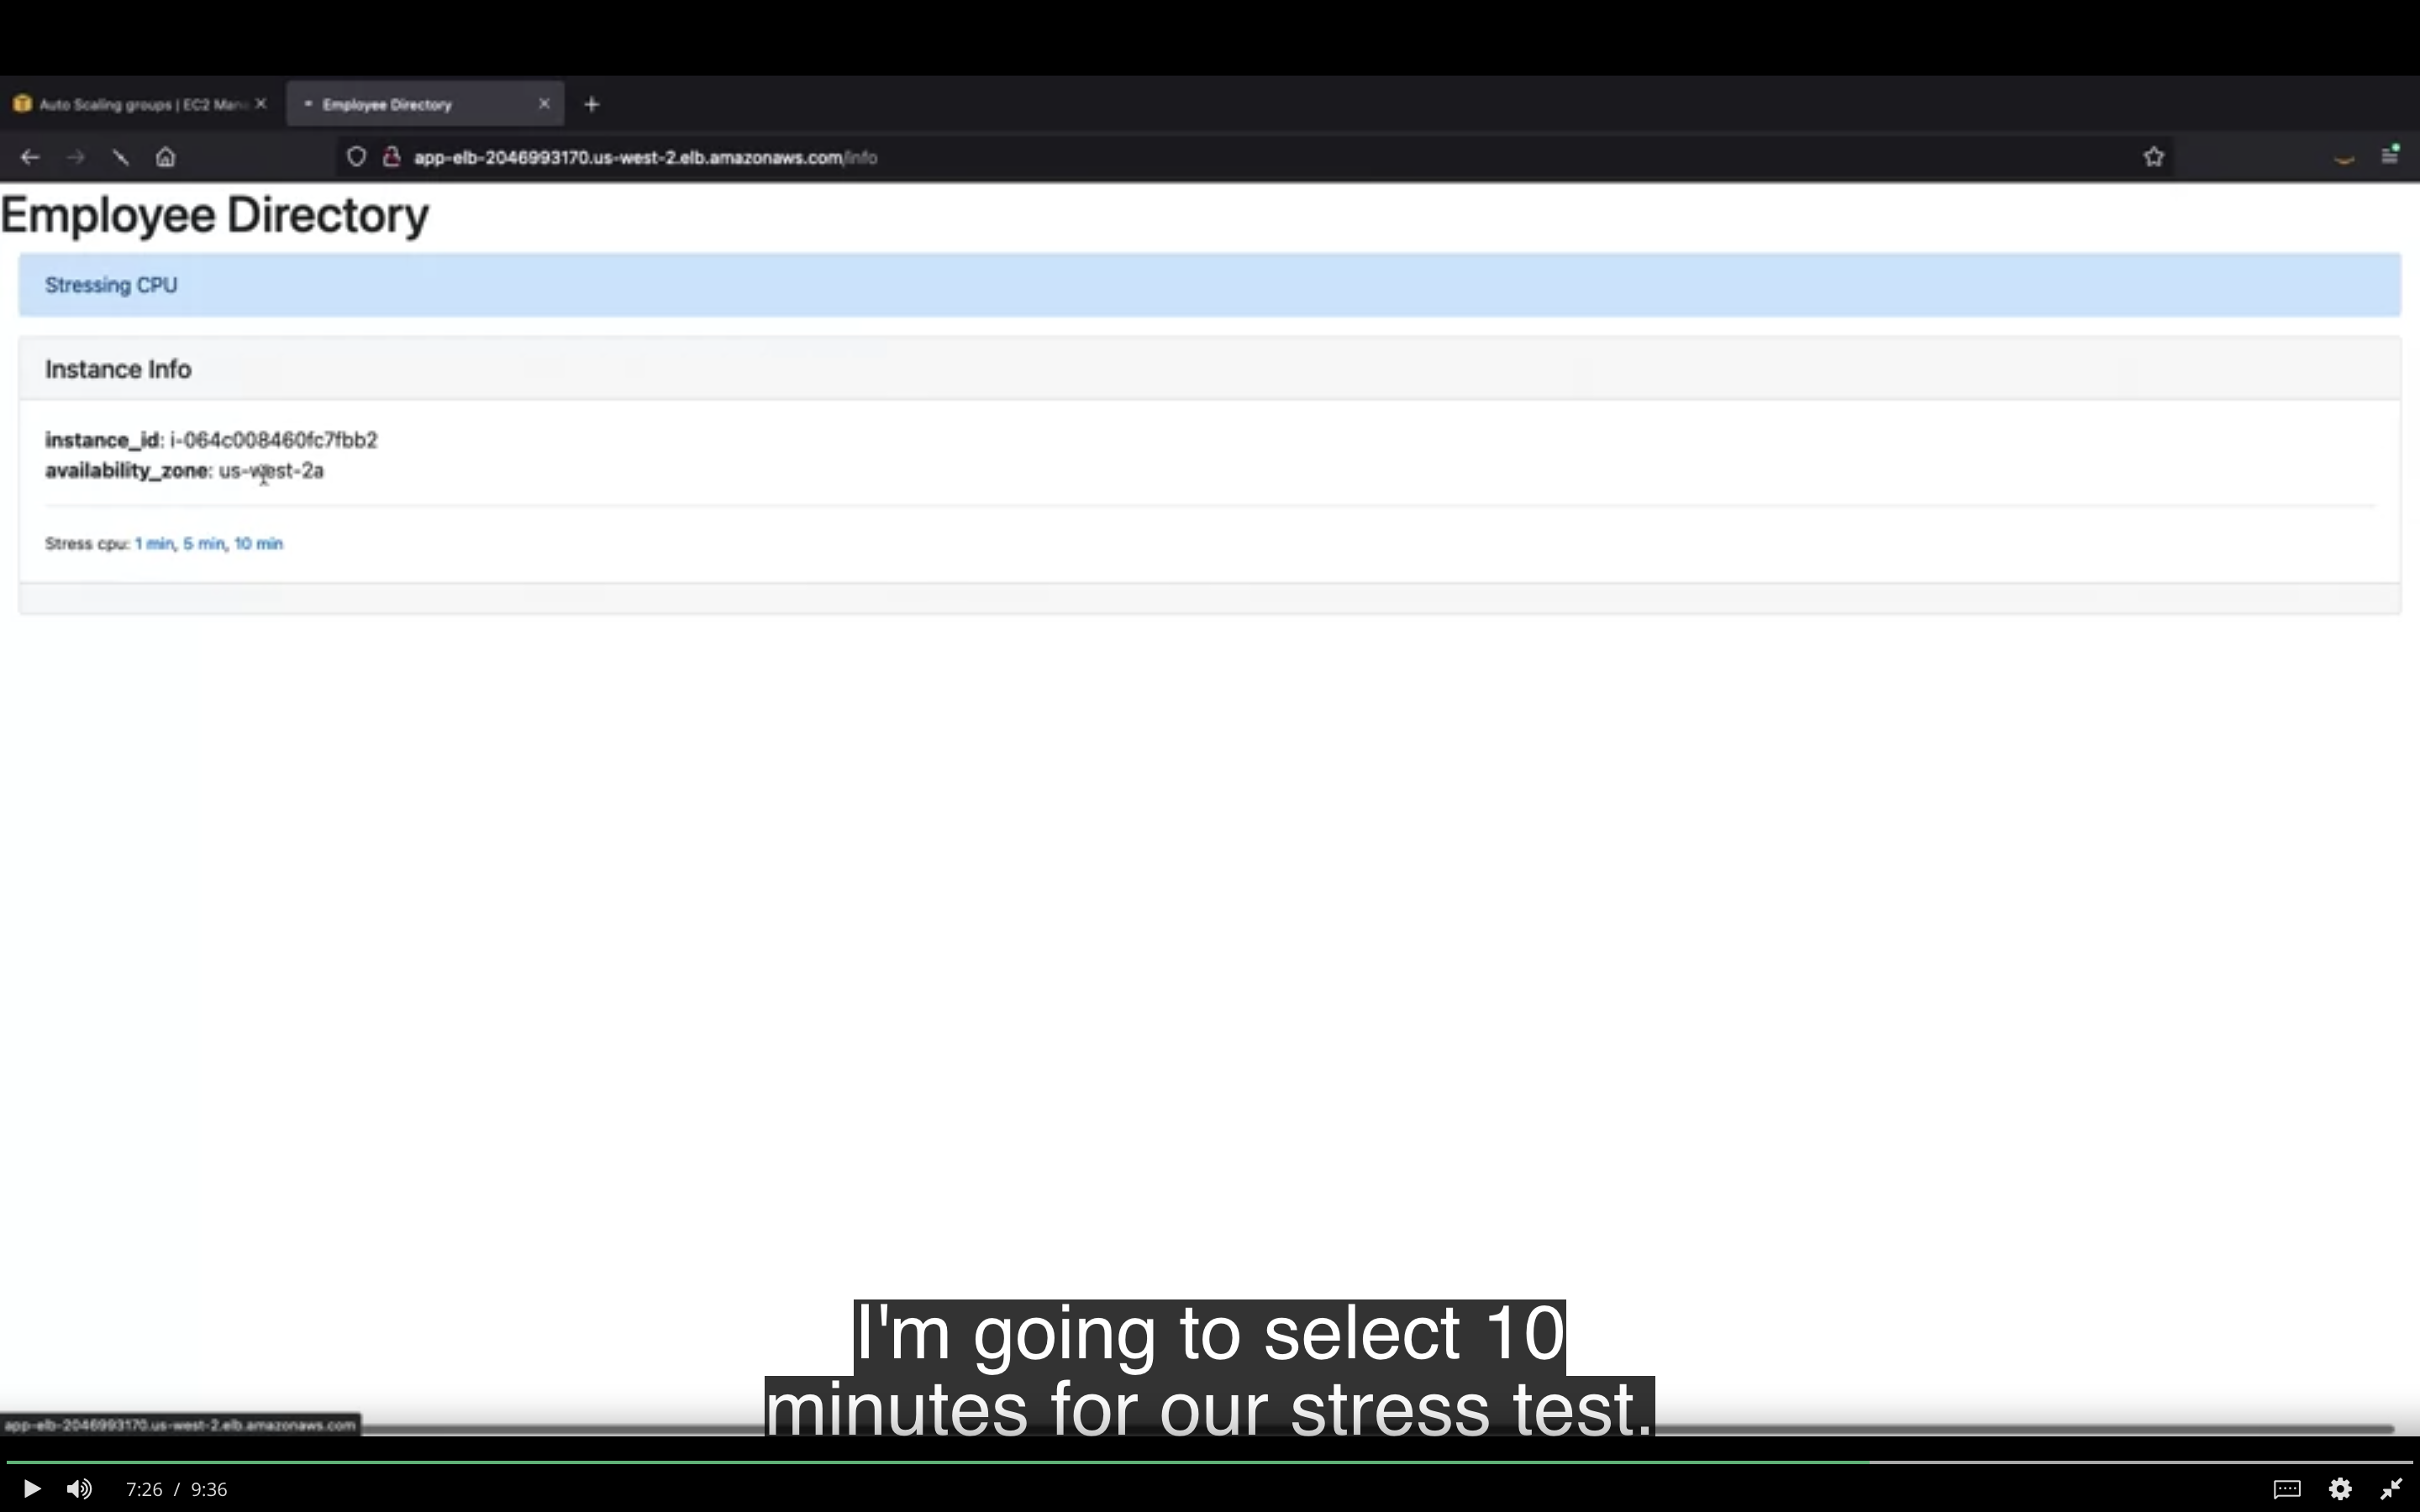 Auto Scaling groups | EC2 Man
Employee Directory
app-elb-2046993170.us-west-2.elb.amazonaws.com/info
Employee Directory
Stressing CPU
Instance Info
instance_id: i-064c008460fc7fbb2
availability_zone: us-west-2a
Stress cpu: 1 min, 5 min, 10 min
I'm going to select 10
minutes for our stress test.
app-elb-2046993170.us-west-2.elb.amazonaws.com
7:26 / 9:36